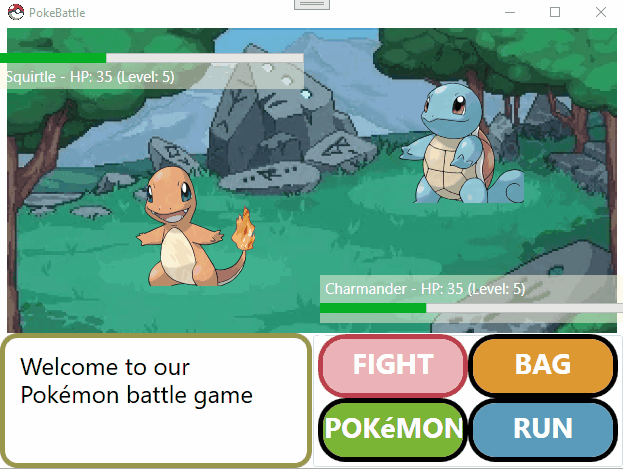 PokeBattle
Squirtle - HP: 35 (Level: 5)
Charmander - HP: 35 (Level: 5)
Welcome to our
Pokémon battle game
FIGHT
BAG
POKéMON
RUN